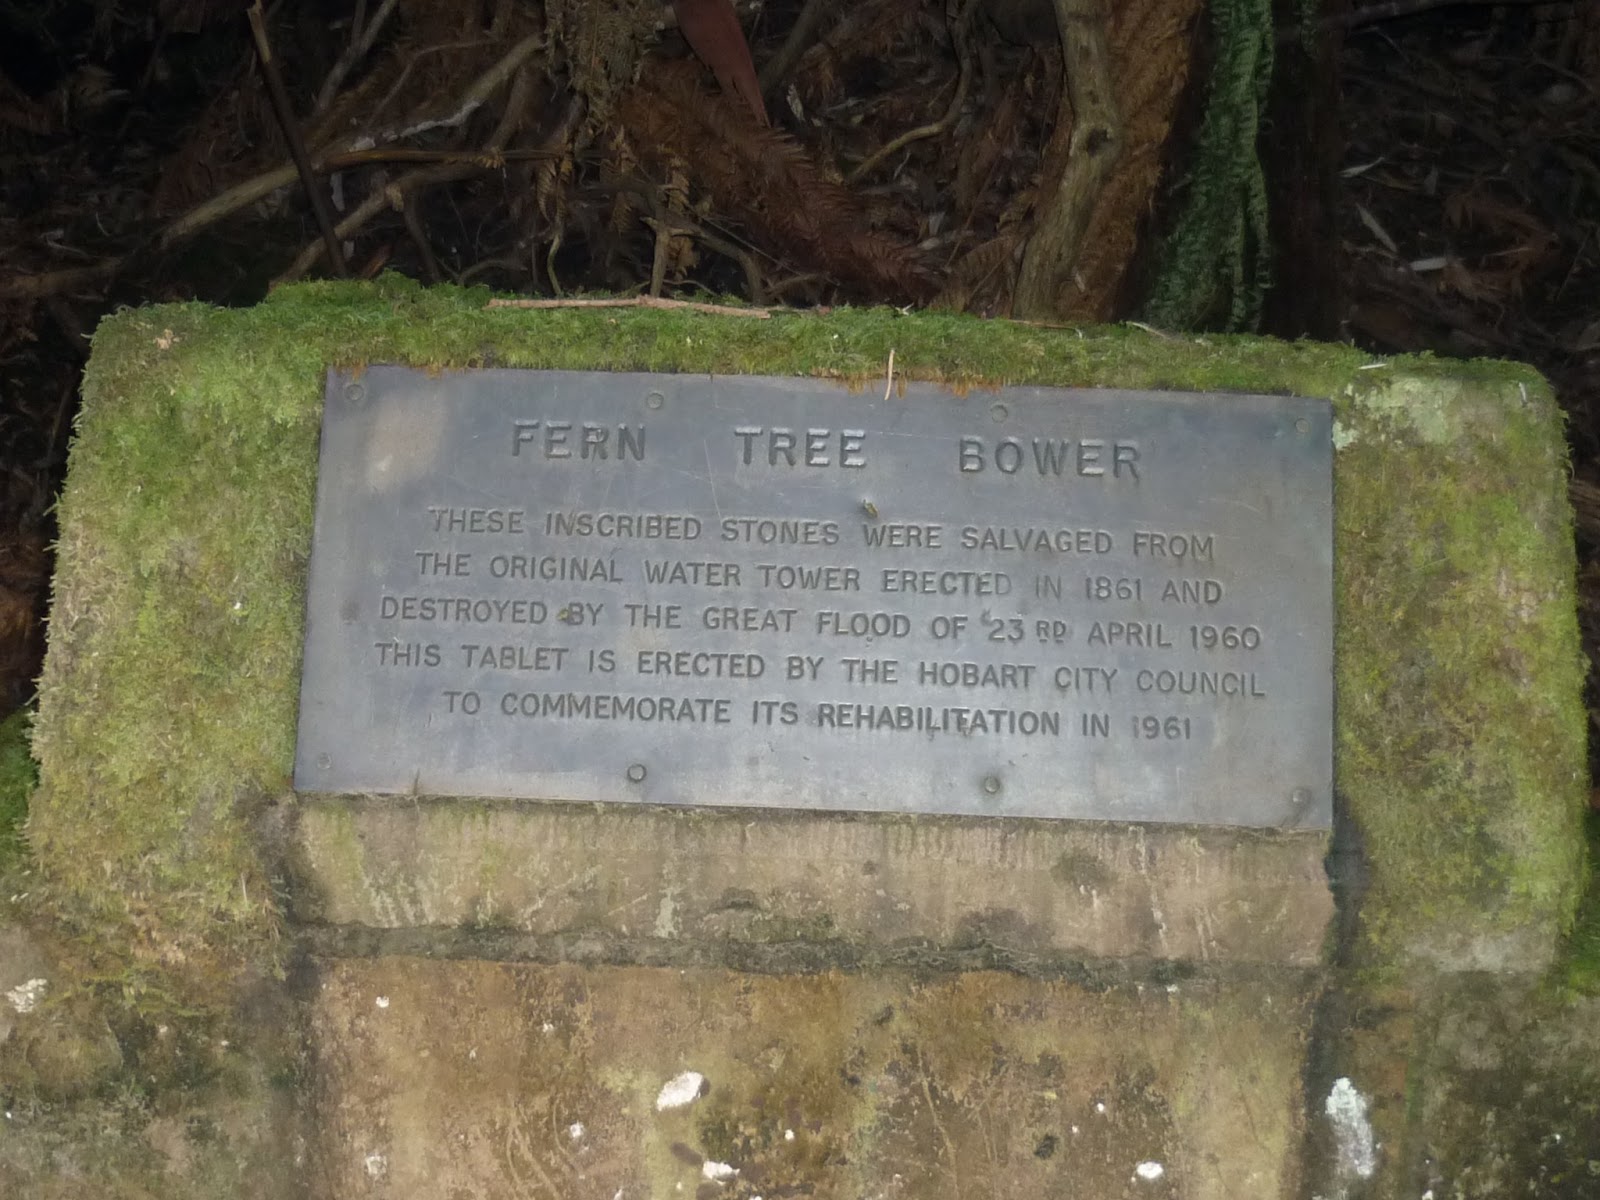 FERN TREE BOWER
THESE INSCRIBED STONES WERE SALVAGED FROM
THE ORIGINAL WATER TOWER ERECTED IN 1861 AND
DESTROYED BY THE GREAT FLOOD OF 23RD APRIL 1960
THIS TABLET IS ERECTED BY THE HOBART CITY COUNCIL
TO COMMEMORATE ITS REHABILITATION IN 1961